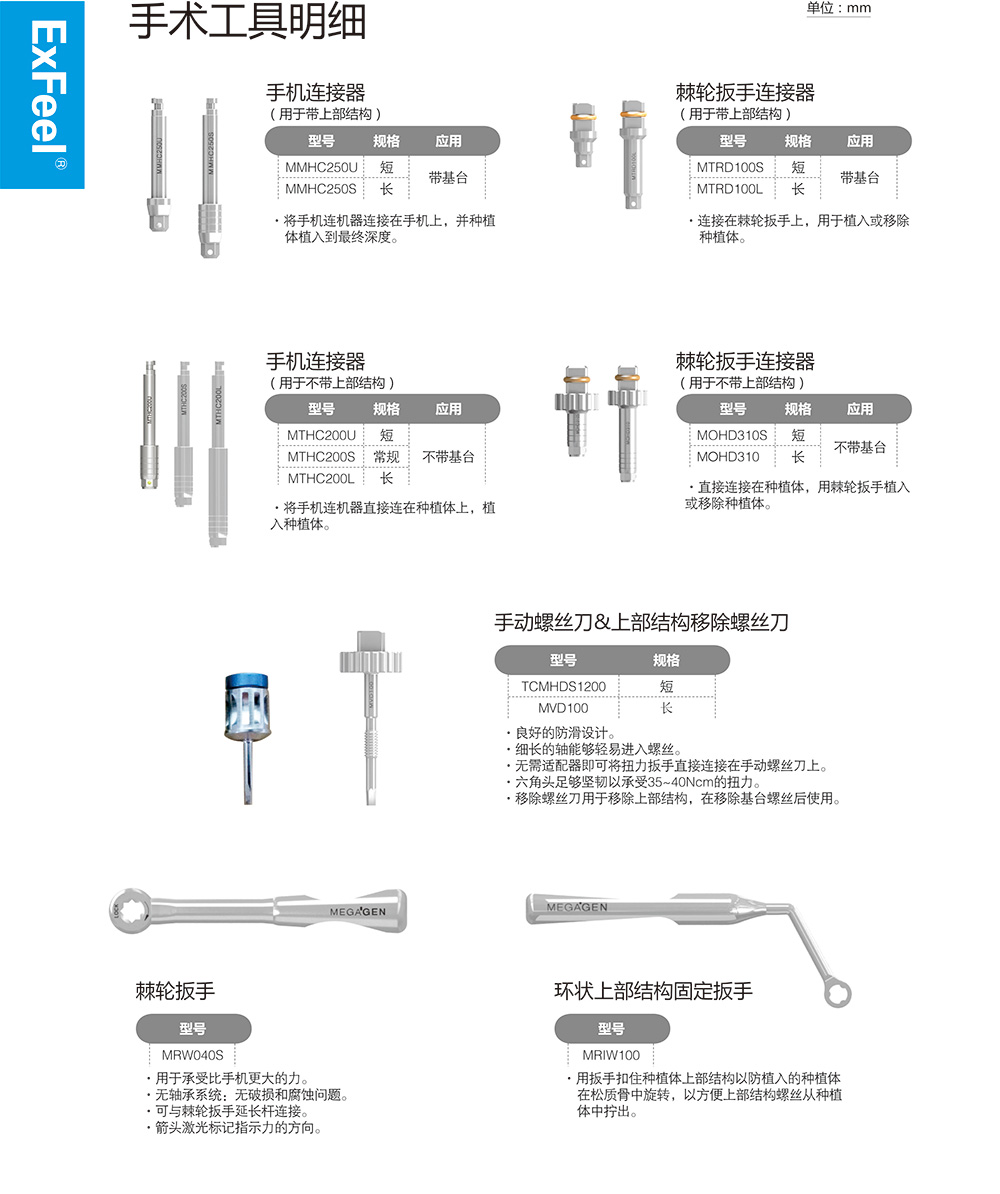 ExFeel®
手术工具明细
单位：mm
手机连接器
（用于带上部结构）
型号 规格 应用
MMHC250U 短 带基台
MMHC250S 长
·将手机连机器连接在手机上，并种植
体植入到最终深度。
MMHC250U
MMHC250S
棘轮扳手连接器
（用于带上部结构）
型号 规格 应用
MTRD100S 短 带基台
MTRD100L 长
·连接在棘轮扳手上，用于植入或移除
种植体。
MTRD100L
手机连接器
（用于不带上部结构）
型号 规格 应用
MTHC200U 短
MTHC200S 常规 不带基台
MTHC200L 长
·将手机连机器直接连在种植体上，植
入种植体。
MTHC200U
MTHC200S
MTHC200L
棘轮扳手连接器
（用于不带上部结构）
型号 规格 应用
MOHD310S 短 不带基台
MOHD310 长
·直接连接在种植体，用棘轮扳手植入
或移除种植体。
手动螺丝刀&上部结构移除螺丝刀
型号 规格
TCMHDS1200 短
MVD100 长
·良好的防滑设计。
·细长的轴能够轻易进入螺丝。
·无需适配器即可将扭力扳手直接连接在手动螺丝刀上。
·六角头足够坚韧以承受35~40Ncm的扭力。
·移除螺丝刀用于移除上部结构，在移除基台螺丝后使用。
MVD100
LOCK
MEGAGEN
棘轮扳手
型号
MRW040S
·用于承受比手机更大的力。
·无轴承系统；无破损和腐蚀问题。
·可与棘轮扳手延长杆连接。
·箭头激光标记指示力的方向。
MEGAGEN
环状上部结构固定扳手
型号
MRIW100
·用扳手扣住种植体上部结构以防植入的种植体
在松质骨中旋转，以方便上部结构螺丝从种植
体中拧出。